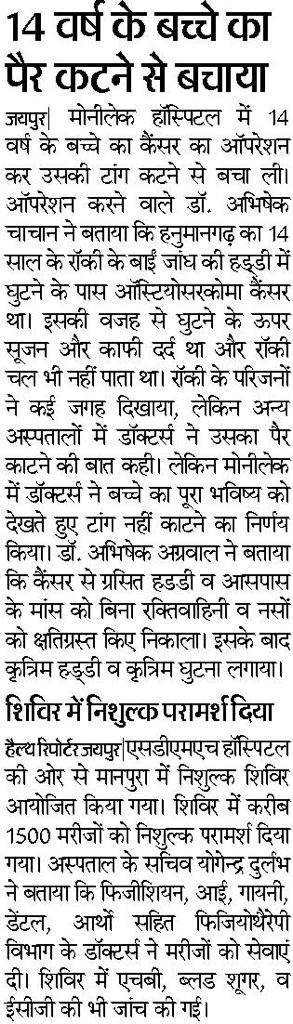 14 वर्ष के बच्चे का
पैर कटने से बचाया
जयपुर| मोनीलेक हॉस्पिटल में 14
वर्ष के बच्चे का कैंसर का ऑपरेशन
कर उसकी टांग कटने से बचा ली।
ऑपरेशन करने वाले डॉ. अभिषेक
चाचान ने बताया कि हनुमानगढ़ का 14
साल के रॉकी के बाईं जांघ की हड्डी में
घुटने के पास ऑस्टियोसरकोमा कैंसर
था। इसकी वजह से घुटने के ऊपर
सूजन और काफी दर्द था और रॉकी
चल भी नहीं पाता था। रॉकी के परिजनों
ने कई जगह दिखाया, लेकिन अन्य
अस्पतालों में डॉक्टर्स ने उसका पैर
काटने की बात कही। लेकिन मोनीलेक
में डॉक्टर्स ने बच्चे का पूरा भविष्य को
देखते हुए टांग नहीं काटने का निर्णय
किया। डॉ. अभिषेक अग्रवाल ने बताया
कि कैंसर से ग्रसित हडडी व आसपास
के मांस को बिना रक्तिवाहिनी व नसों
को क्षतिग्रस्त किए निकाला। इसके बाद
कृत्रिम हड्डी व कृत्रिम घुटना लगाया।
शिविर में निशुल्क परामर्श दिया
हैल्थ रिपोर्टर.जयपुर|एसडीएमएच हॉस्पिटल
की ओर से मानपुरा में निशुल्क शिविर
आयोजित किया गया। शिविर में करीब
1500 मरीजों को निशुल्क परामर्श दिया
गया। अस्पताल के सचिव योगेन्द्र दुर्लभ
ने बताया कि फिजीशियन, आई, गायनी,
डेंटल, आर्थो सहित फिजियोथैरेपी
विभाग के डॉक्टर्स ने मरीजों को सेवाएं
दी। शिविर में एचबी, ब्लड शूगर, व
ईसीजी की भी जांच की गई।